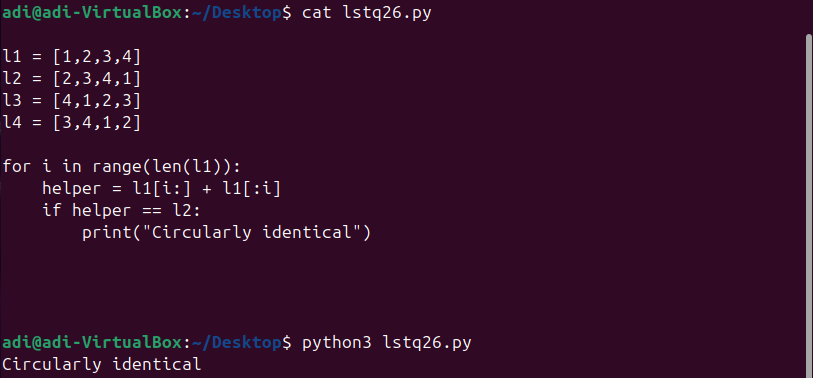 adi@adi-VirtualBox:~/Desktop$ cat lstq26.py
l1 = [1,2,3,4]
l2 = [2,3,4,1]
l3 = [4,1,2,3]
l4 = [3,4,1,2]
for i in range(len(l1)):
    helper = l1[i:] + l1[:i]
    if helper == l2:
        print("Circularly identical")
adi@adi-VirtualBox:~/Desktop$ python3 lstq26.py
Circularly identical